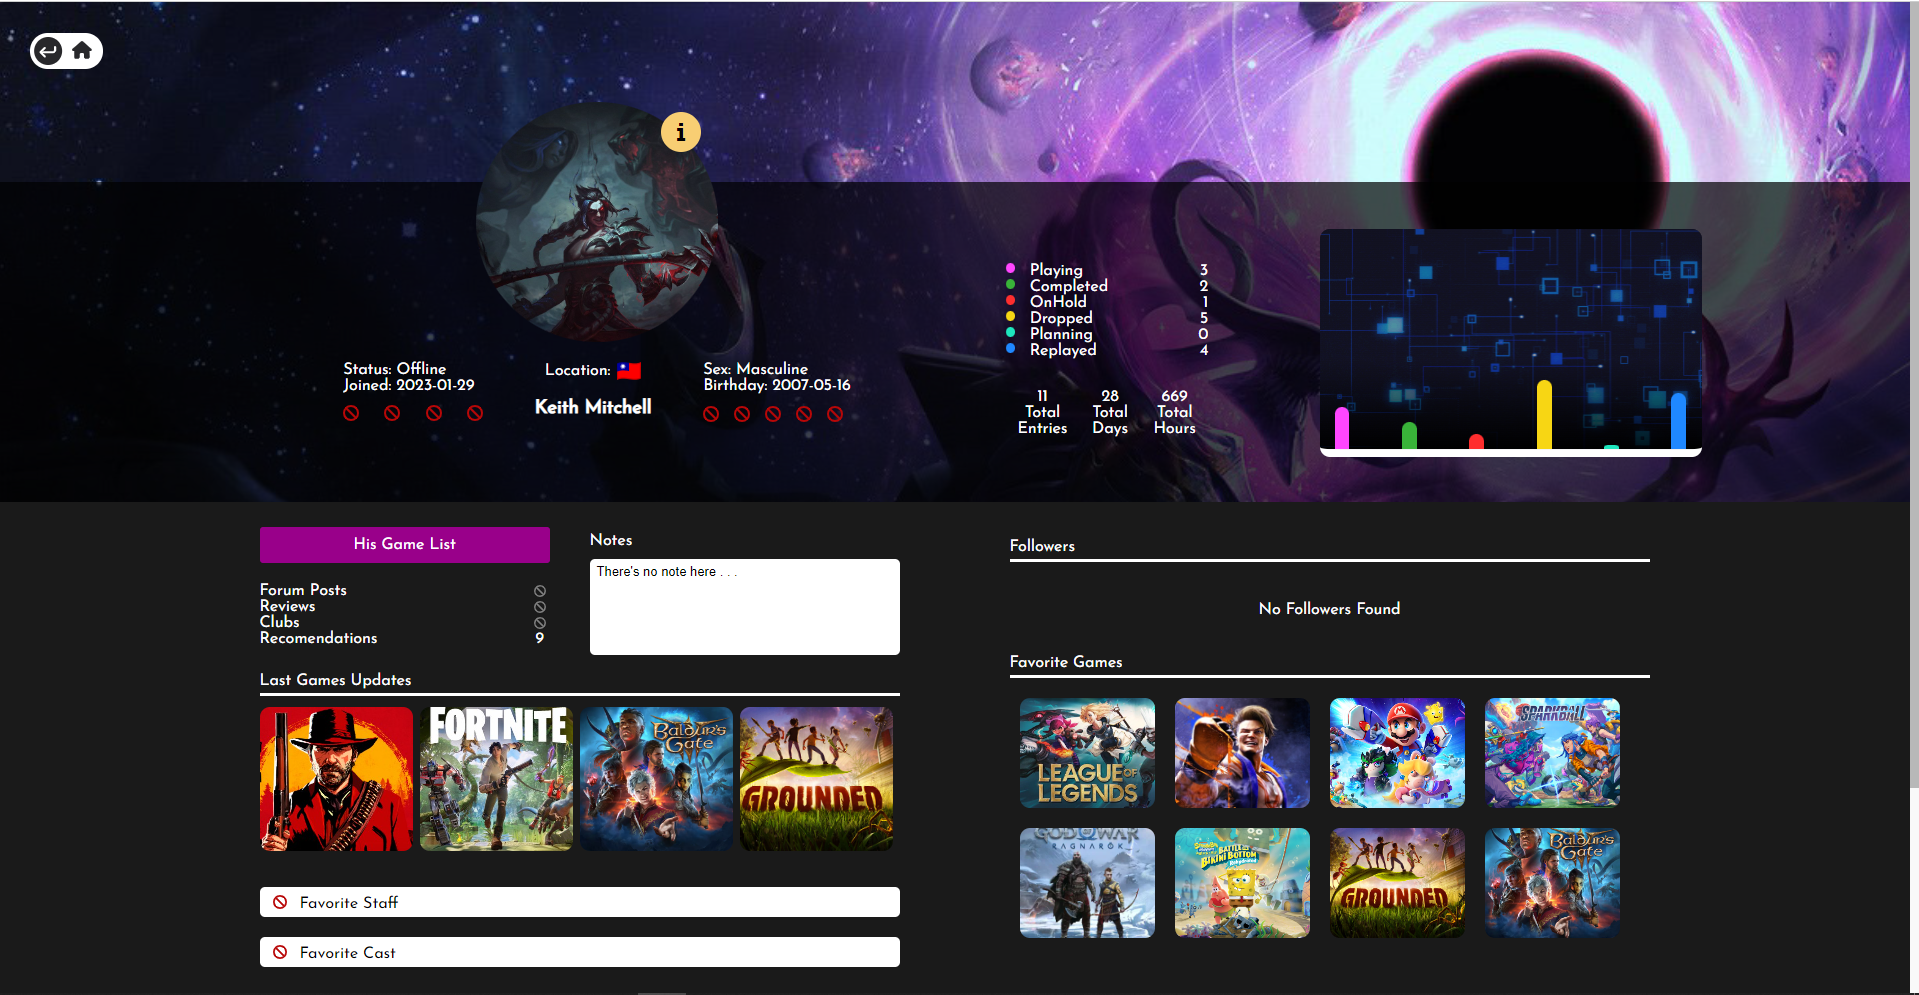 i
Status: Offline
Joined: 2023-01-29
Location:
Keith Mitchell
Sex: Masculine
Birthday: 2007-05-16
Playing 3
Completed 2
OnHold 1
Dropped 5
Planning 0
Replayed 4
11 28 669
Total Total Total
Entries Days Hours
His Game List
Forum Posts
Reviews
Clubs
Recomendations 9
Notes
There's no note here . . .
Last Games Updates
FORTNITE
BALDUR'S
GATE
GROUNDED
Favorite Staff
Favorite Cast
Followers
No Followers Found
Favorite Games
LEAGUE OF
LEGENDS
SPARKBALL
GOD OF WAR
RAGNARÖK
BATTLE FOR
BIKINI BOTTOM
Rehydrated
GROUNDED
BALDUR'S
GATE